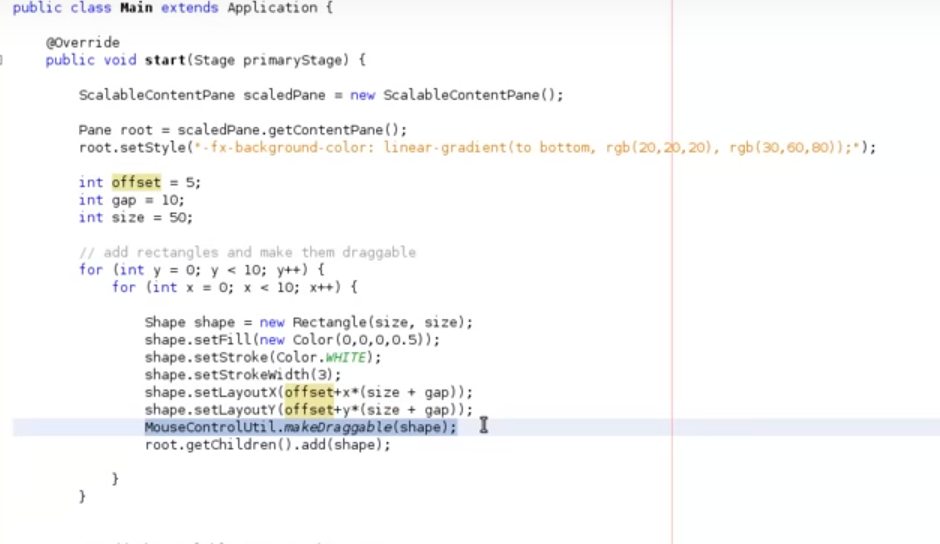 public class Main extends Application {
@Override
public void start(Stage primaryStage) {
ScalableContentPane scaledPane = new ScalableContentPane();
Pane root = scaledPane.getContentPane();
root.setStyle("-fx-background-color: linear-gradient(to bottom, rgb(20,20,20), rgb(30,60,80));");
int offset = 5;
int gap = 10;
int size = 50;
// add rectangles and make them draggable
for (int y = 0; y < 10; y++) {
for (int x = 0; x < 10; x++) {
Shape shape = new Rectangle(size, size);
shape.setFill(new Color(0,0,0,0.5));
shape.setStroke(Color.WHITE);
shape.setStrokeWidth(3);
shape.setLayoutX(offset+x*(size + gap));
shape.setLayoutY(offset+y*(size + gap));
MouseControlUtil.makeDraggable(shape);
root.getChildren().add(shape);
}
}